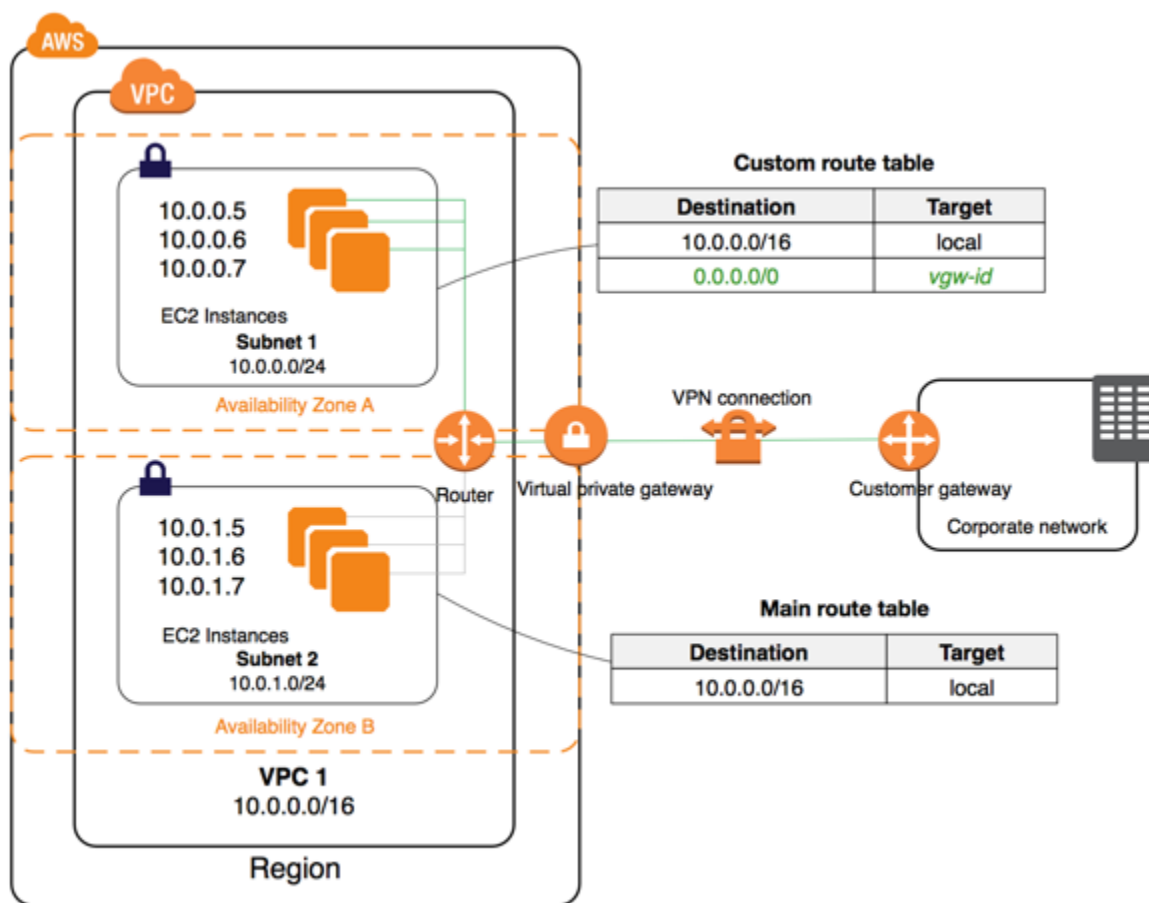 AWS
VPC
10.0.0.5
10.0.0.6
10.0.0.7
EC2 Instances
Subnet 1
10.0.0.0/24
Availability Zone A
Custom route table
Destination Target
10.0.0.0/16 local
0.0.0.0/0 vgw-id
VPN connection
Router
Virtual private gateway
Customer gateway
Corporate network
10.0.1.5
10.0.1.6
10.0.1.7
EC2 Instances
Subnet 2
10.0.1.0/24
Availability Zone B
Main route table
Destination Target
10.0.0.0/16 local
VPC 1
10.0.0.0/16
Region